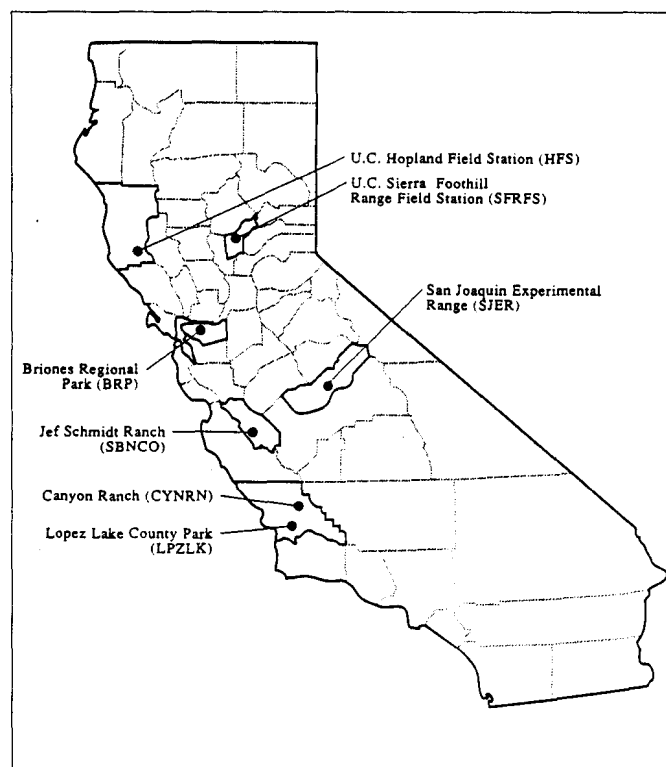 U.C. Hopland Field Station (HFS)
U.C. Sierra Foothill
Range Field Station (SFRFS)
San Joaquin Experimental
Range (SJER)
Briones Regional
Park (BRP)
Jef Schmidt Ranch
(SBNCO)
Canyon Ranch (CYNRN)
Lopez Lake County Park
(LPZLK)